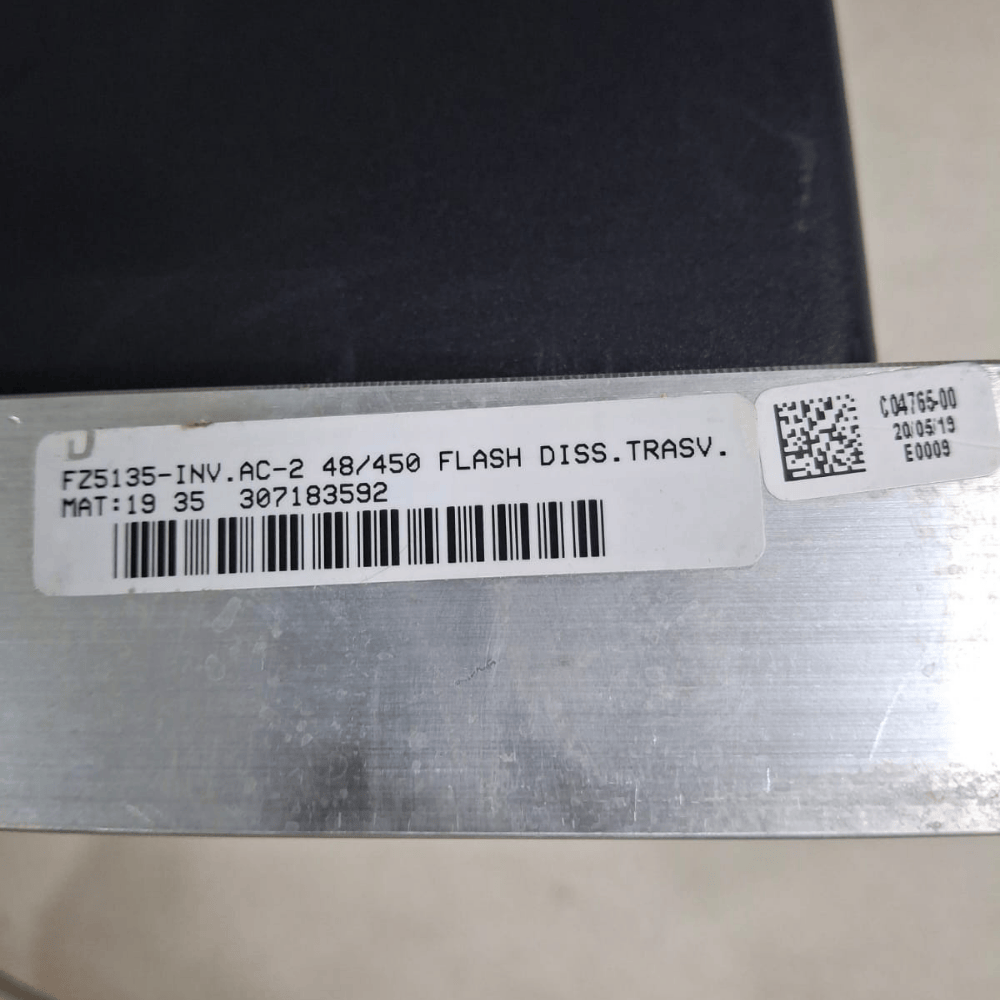 FZ5135-INV.AC-2 48/450 FLASH DISS.TRASV.
MAT:19 35 307183592
C04765-00
20/05/19
E0009